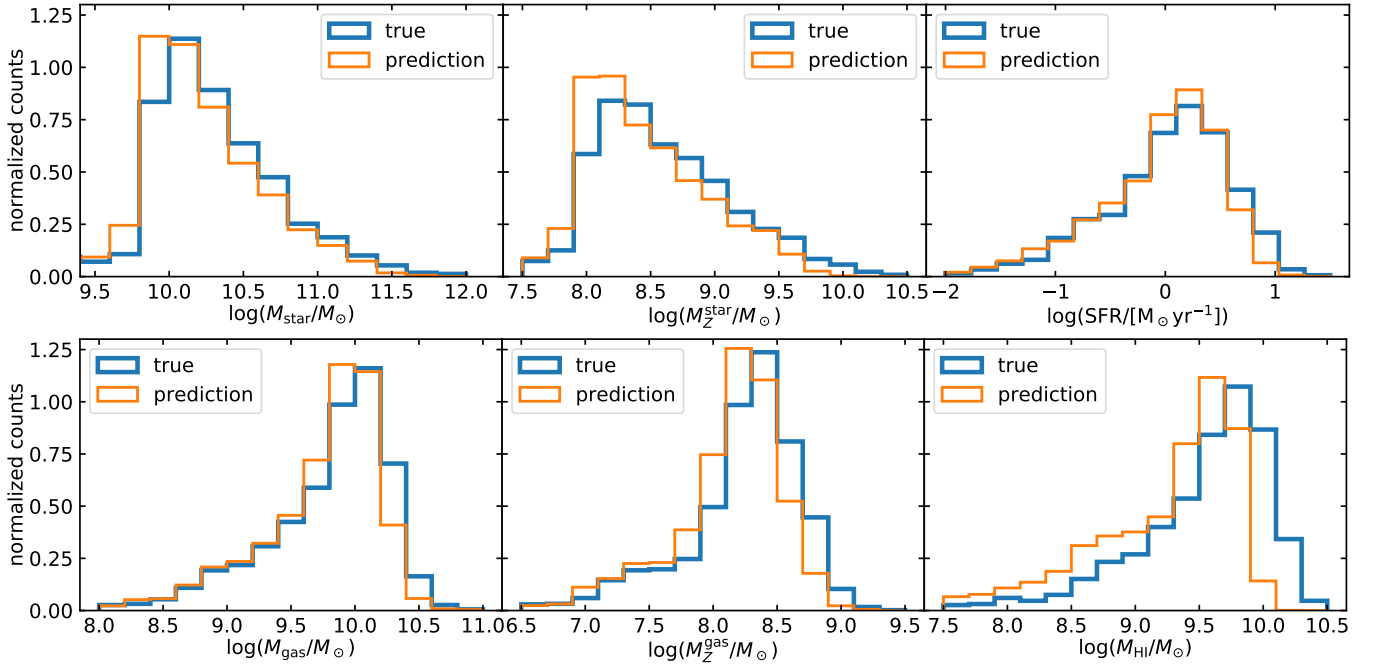 normalized counts
1.25
1.00
0.75
0.50
0.25
0.00
true
prediction
true
prediction
true
prediction
9.5 10.0 10.5 11.0 11.5 12.0
7.5 8.0 8.5 9.0 9.5 10.0 10.5
−2 −1 0 1
log(M_star/M_⊙)
log(M_Z^star/M_⊙)
log(SFR/[M_⊙yr⁻¹])
normalized counts
1.25
1.00
0.75
0.50
0.25
0.00
true
prediction
true
prediction
true
prediction
8.0 8.5 9.0 9.5 10.0 10.5 11.0
6.5 7.0 7.5 8.0 8.5 9.0 9.5
7.5 8.0 8.5 9.0 9.5 10.0 10.5
log(M_gas/M_⊙)
log(M_Z^gas/M_⊙)
log(M_HI/M_⊙)